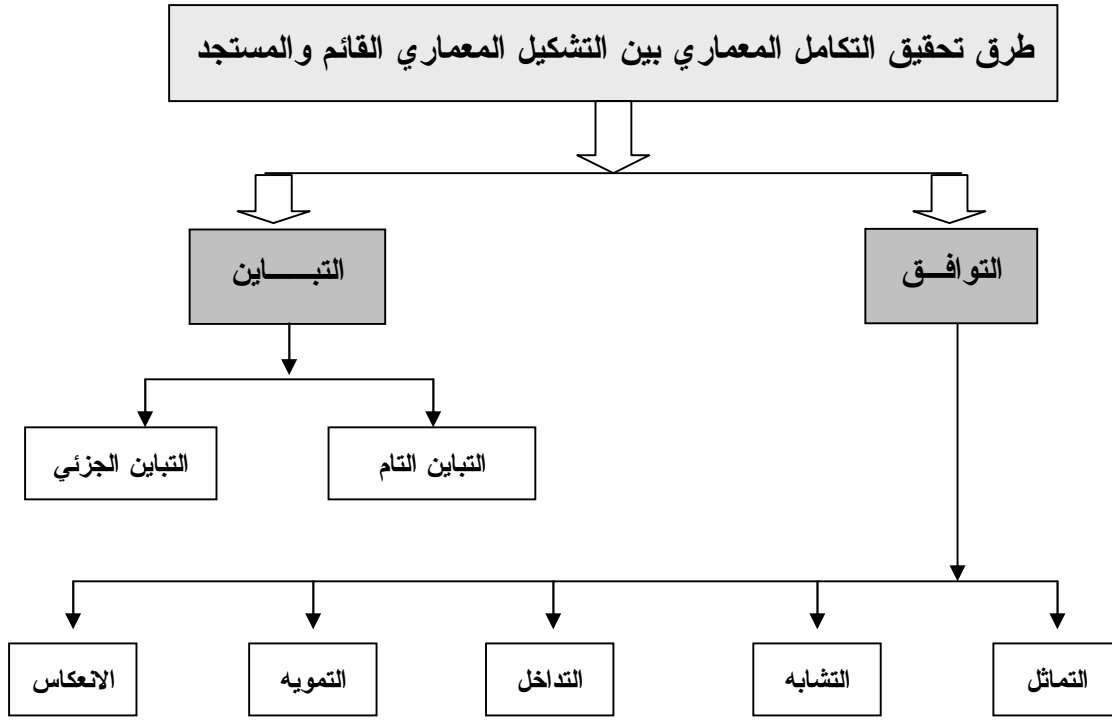 طرق تحقيق التكامل المعماري بين التشكيل المعماري القائم والمستجد
التوافــق
التبــــــاين
التباين التام
التباين الجزئي
التماثل
التشابه
التداخل
التمويه
الانعكاس